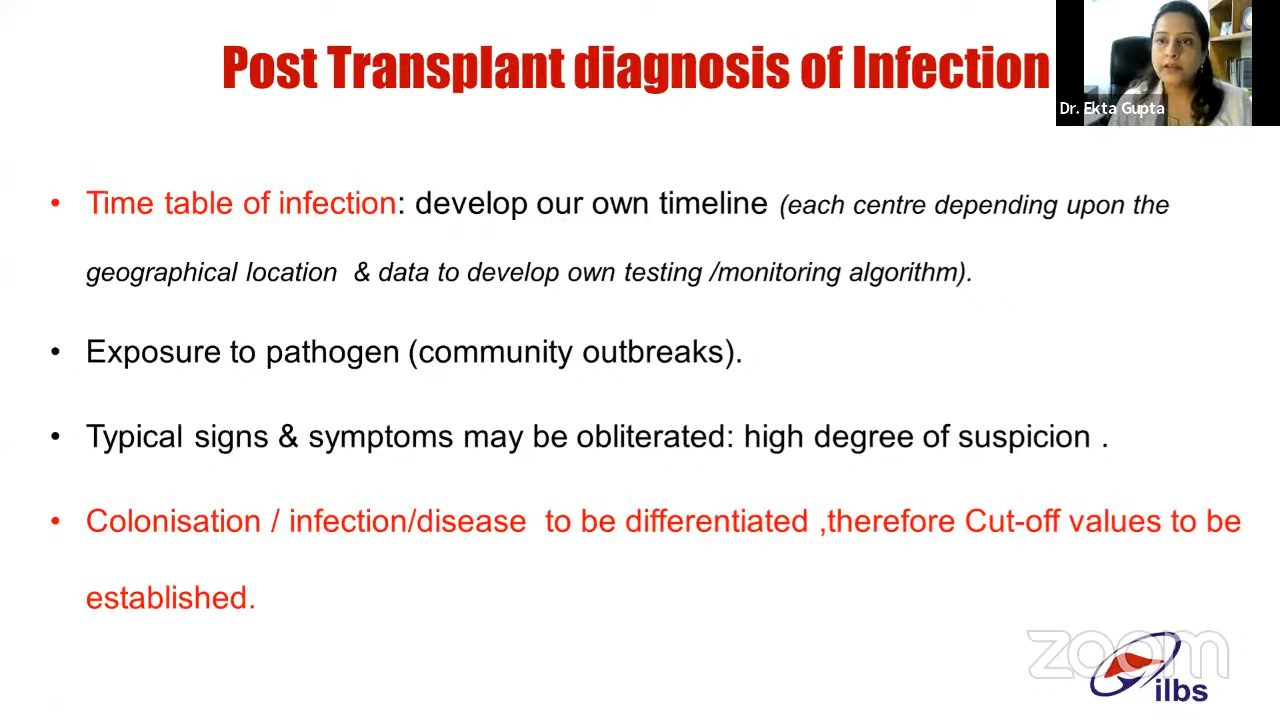 Post Transplant diagnosis of Infection
Dr. Ekta Gupta
• Time table of infection: develop our own timeline (each centre depending upon the
geographical location & data to develop own testing /monitoring algorithm).
• Exposure to pathogen (community outbreaks).
• Typical signs & symptoms may be obliterated: high degree of suspicion .
• Colonisation / infection/disease to be differentiated ,therefore Cut-off values to be
established.
zoom
ilbs